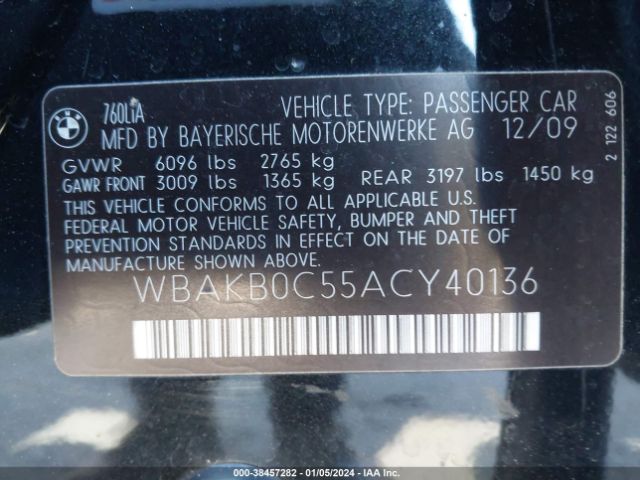 BMW
760LiA VEHICLE TYPE: PASSENGER CAR
MFD BY BAYERISCHE MOTORENWERKE AG 12/09
GVWR 6096 lbs 2765 kg
GAWR FRONT 3009 lbs 1365 kg REAR 3197 lbs 1450 kg
THIS VEHICLE CONFORMS TO ALL APPLICABLE U.S.
FEDERAL MOTOR VEHICLE SAFETY, BUMPER AND THEFT
PREVENTION STANDARDS IN EFFECT ON THE DATE OF
MANUFACTURE SHOWN ABOVE:
WBAKB0C55ACY40136
2 122 606
000-38457282 - 01/05/2024 - IAA Inc.